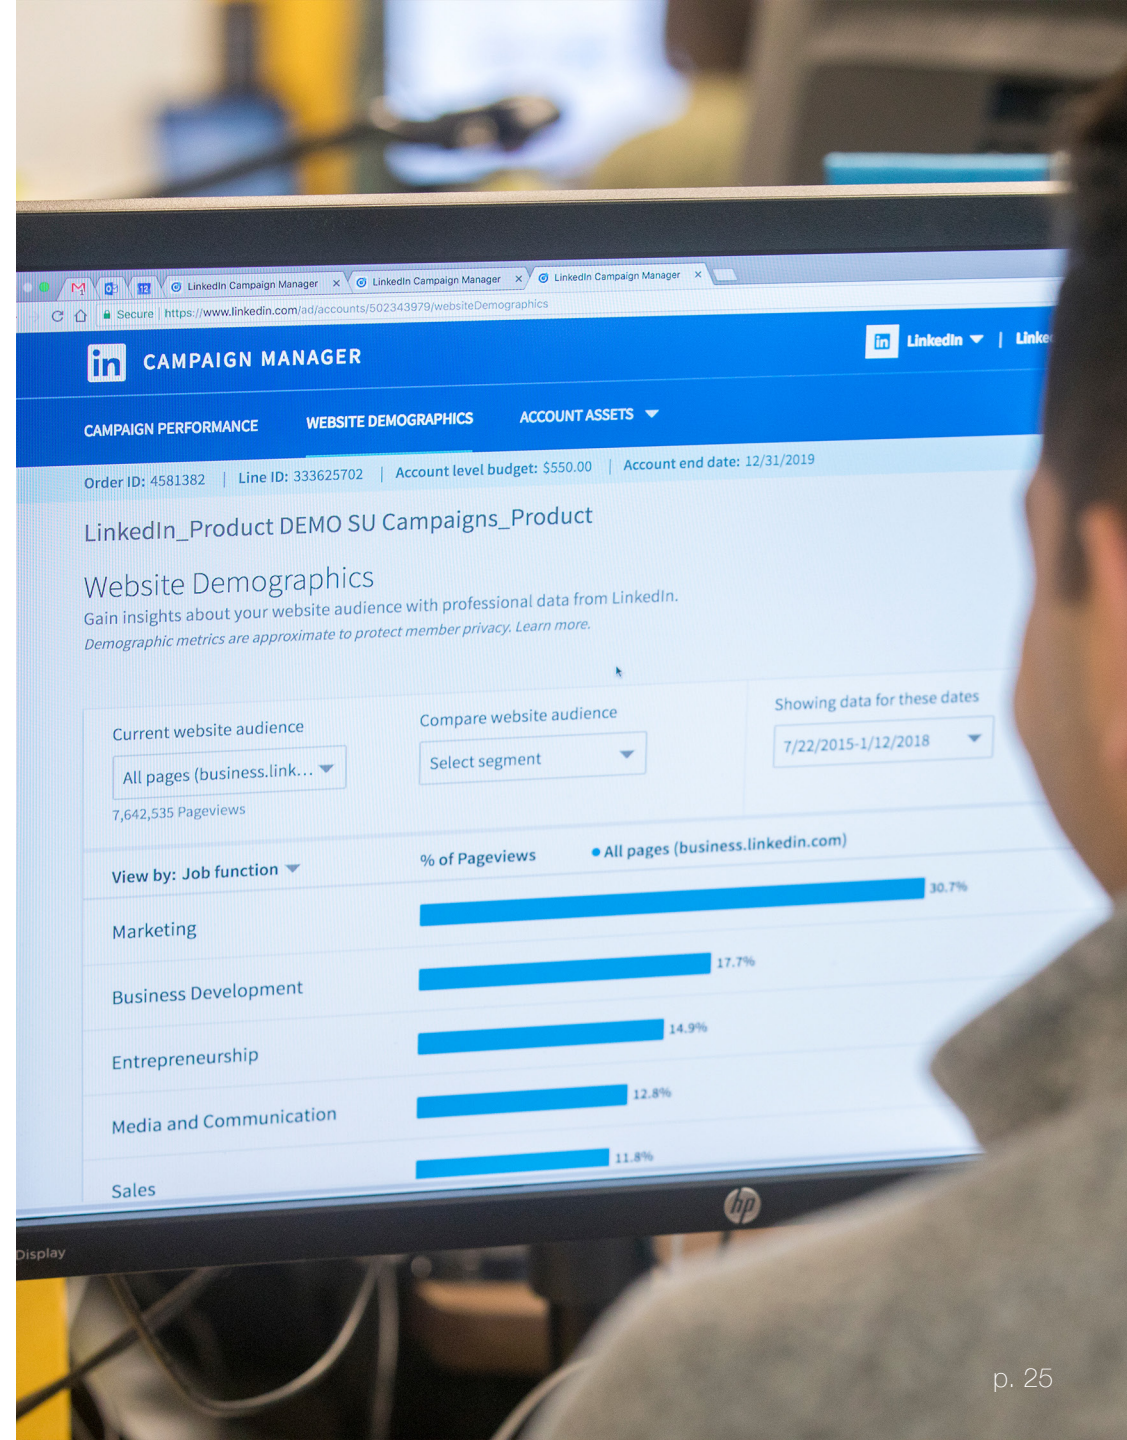 LinkedIn Campaign Manager
LinkedIn Campaign Manager
LinkedIn Campaign Manager
Secure | https://www.linkedin.com/ad/accounts/502343979/websiteDemographics
in CAMPAIGN MANAGER
in LinkedIn |
CAMPAIGN PERFORMANCE WEBSITE DEMOGRAPHICS ACCOUNT ASSETS
Order ID: 4581382 | Line ID: 333625702 | Account level budget: $550.00 | Account end date: 12/31/2019
LinkedIn_Product DEMO SU Campaigns_Product
Website Demographics
Gain insights about your website audience with professional data from LinkedIn.
Demographic metrics are approximate to protect member privacy. Learn more.
Current website audience
All pages (business.link...
7,642,535 Pageviews
Compare website audience
Select segment
Showing data for these dates
7/22/2015-1/12/2018
View by: Job function % of Pageviews All pages (business.linkedin.com)
Marketing 30.7%
Business Development 17.7%
Entrepreneurship 14.9%
Media and Communication 12.8%
Sales 11.8%
hp
Display
p. 25